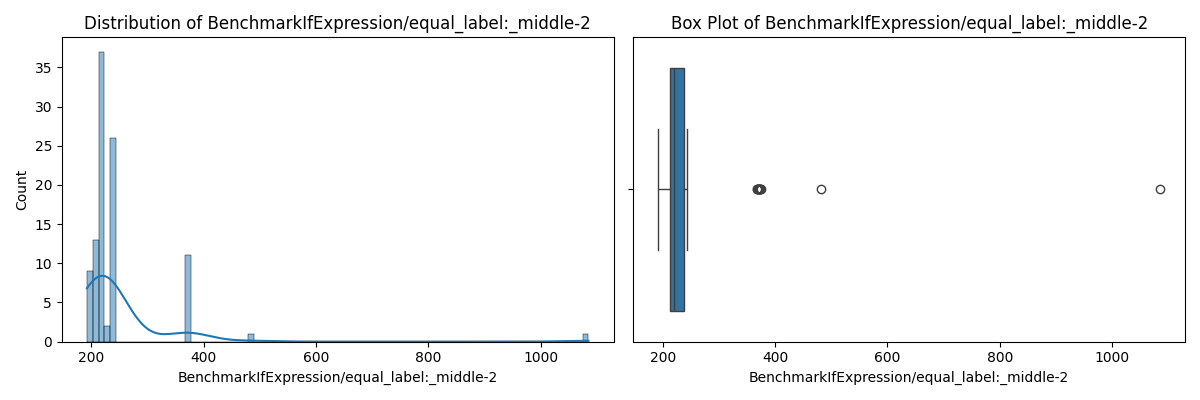 Distribution of BenchmarkIfExpression/equal_label:_middle-2
35
30
25
20
15
10
5
0
Count
200 400 600 800 1000
BenchmarkIfExpression/equal_label:_middle-2
Box Plot of BenchmarkIfExpression/equal_label:_middle-2
200 400 600 800 1000
BenchmarkIfExpression/equal_label:_middle-2